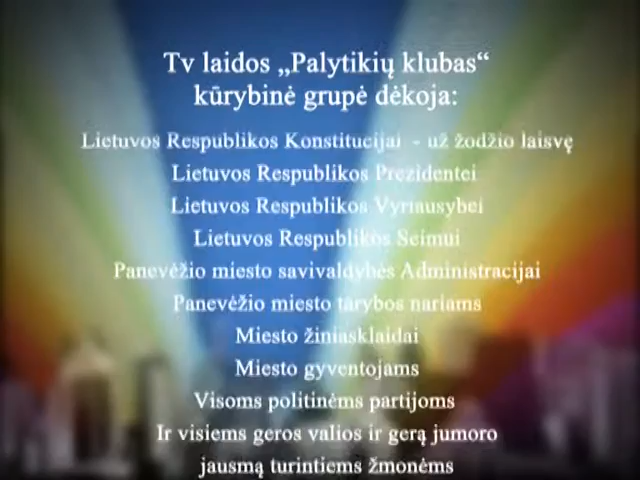 Tv laidos „Palytikių klubas“
kūrybinė grupė dėkoja:
Lietuvos Respublikos Konstitucijai - už žodžio laisvę
Lietuvos Respublikos Prezidentei
Lietuvos Respublikos Vyriausybei
Lietuvos Respublikos Seimui
Panevėžio miesto savivaldybės Administracijai
Panevėžio miesto tarybos nariams
Miesto žiniasklaidai
Miesto gyventojams
Visoms politinėms partijoms
Ir visiems geros valios ir gerą jumoro
jausmą turintiems žmonėms